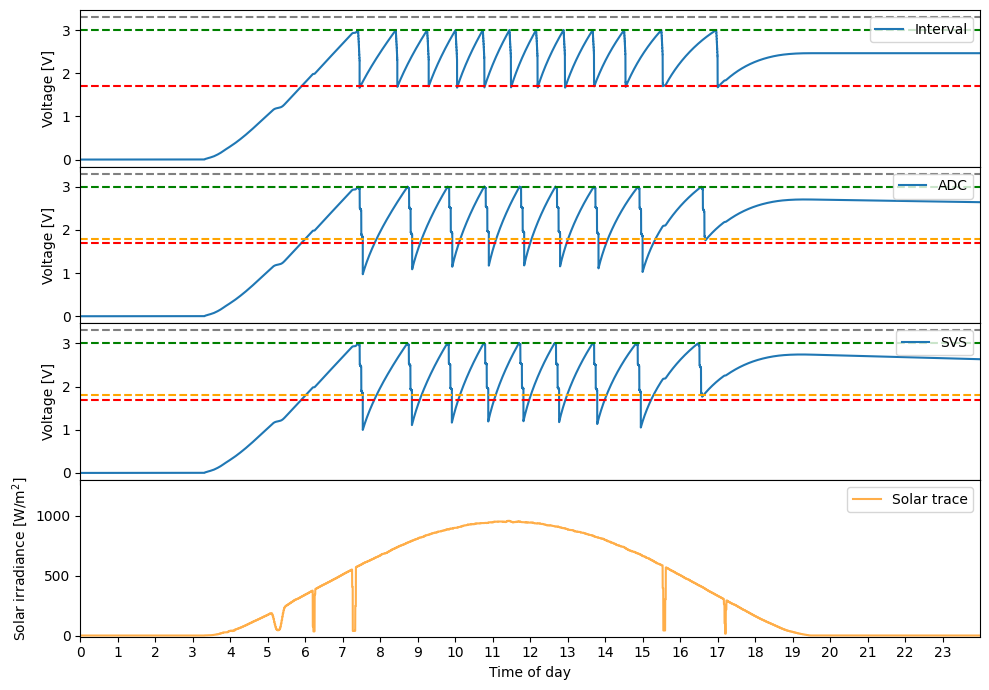 Voltage [V]
3
2
1
0
Interval
Voltage [V]
3
2
1
0
ADC
Voltage [V]
3
2
1
0
SVS
Solar irradiance [W/m²]
1000
500
0
Solar trace
0 1 2 3 4 5 6 7 8 9 10 11 12 13 14 15 16 17 18 19 20 21 22 23
Time of day